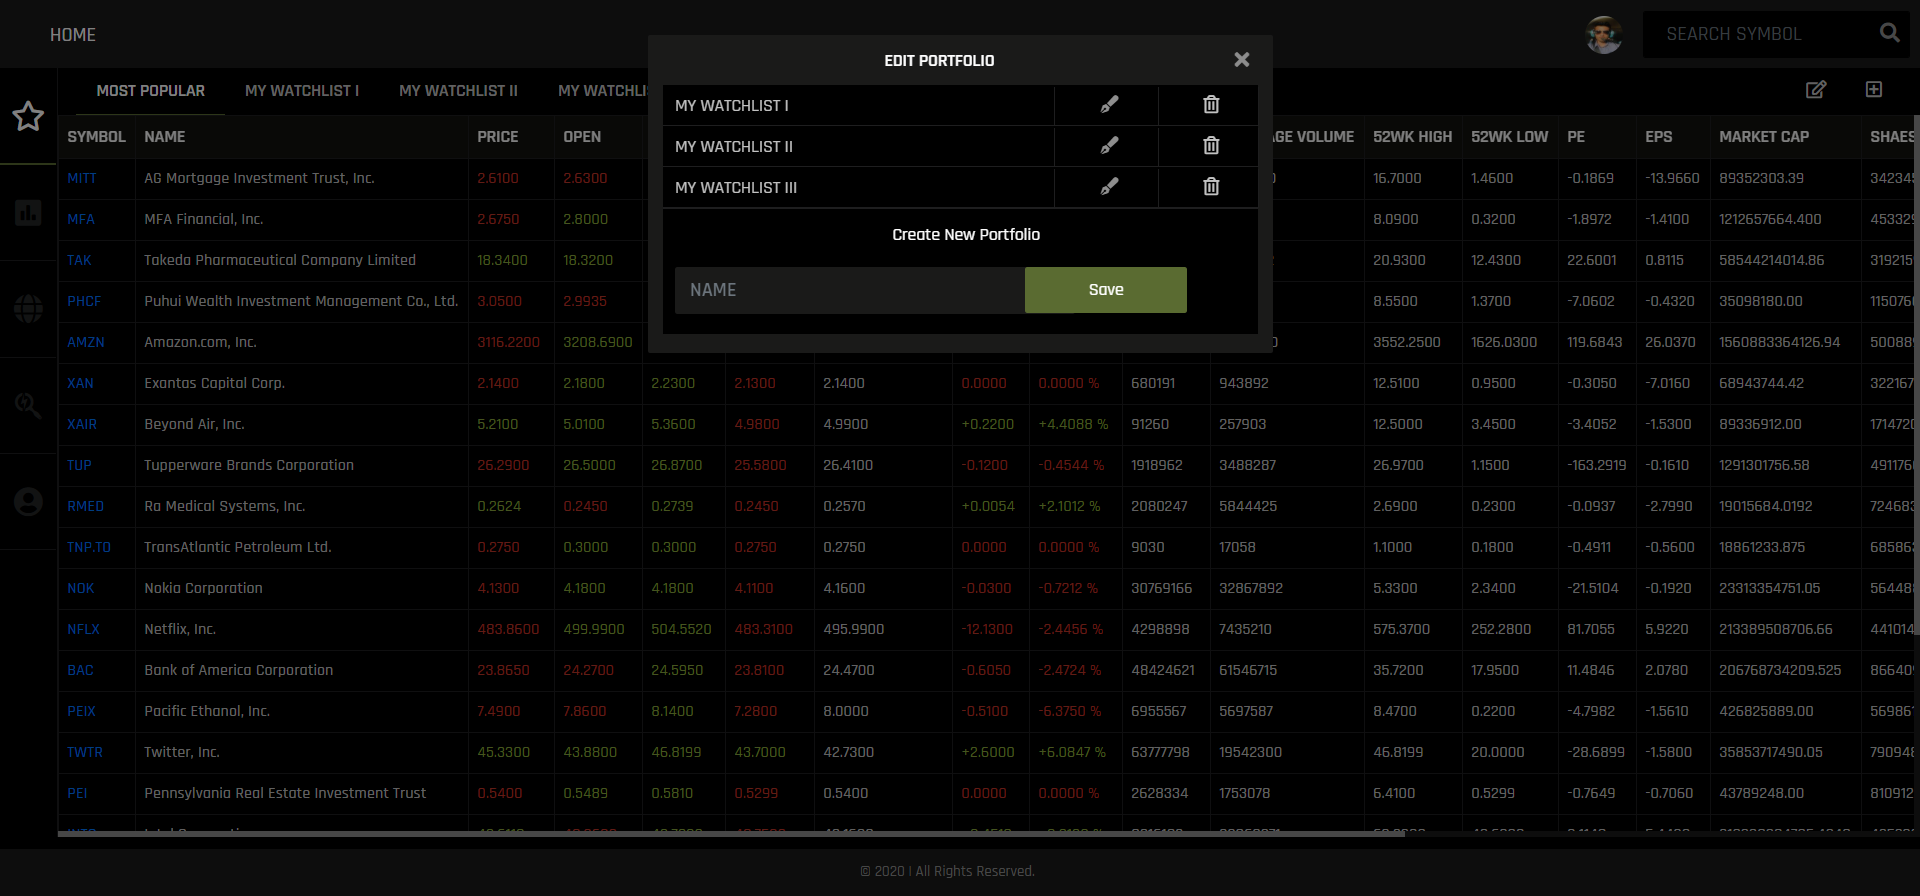 HOME
SEARCH SYMBOL
EDIT PORTFOLIO
MY WATCHLIST I
MY WATCHLIST II
MY WATCHLIST III
Create New Portfolio
NAME Save
MOST POPULAR MY WATCHLIST I MY WATCHLIST II MY
SYMBOL NAME PRICE OPEN VOLUME 52WK HIGH 52WK LOW PE EPS MARKET CAP
MITT AG Mortgage Investment Trust, Inc. 2.6100 2.6300 16.7000 1.4600 -0.1869 -13.9660 89352303.39
MFA MFA Financial, Inc. 2.6750 2.8000 8.0900 0.3200 -1.8972 -1.4100 1212657664.400
TAK Takeda Pharmaceutical Company Limited 18.3400 18.3200 20.9300 12.4300 22.6001 0.8115 58544214014.86
PHCF Puhui Wealth Investment Management Co., Ltd. 3.0500 2.9935 8.5500 1.3700 -7.0602 -0.4320 35098180.00
AMZN Amazon.com, Inc. 3116.2200 3208.6900 3552.2500 1626.0300 119.6843 26.0370 1560883364126.94
XAN Exantas Capital Corp. 2.1400 2.1800 2.2300 2.1300 2.1400 0.0000 0.0000 % 680191 943892 12.5100 0.9500 -0.3050 -7.0160 68943744.42
XAIR Beyond Air, Inc. 5.2100 5.0100 5.3600 4.9800 4.9900 +0.2200 +4.4088 % 91260 257903 12.5000 3.4500 -3.4052 -1.5300 89336912.00
TUP Tupperware Brands Corporation 26.2900 26.5000 26.8700 25.5800 26.4100 -0.1200 -0.4544 % 1918962 3488287 26.9700 1.1500 -163.2919 -0.1610 1291301756.58
RMED Ra Medical Systems, Inc. 0.2624 0.2450 0.2739 0.2450 0.2570 +0.0054 +2.1012 % 2080247 5844425 2.6900 0.2300 -0.0937 -2.7990 19015684.0192
TNP.TO TransAtlantic Petroleum Ltd. 0.2750 0.3000 0.3000 0.2750 0.2750 0.0000 0.0000 % 9030 17058 1.1000 0.1800 -0.4911 -0.5600 18861233.875
NOK Nokia Corporation 4.1300 4.1800 4.1800 4.1100 4.1600 -0.0300 -0.7212 % 30769166 32867892 5.3300 2.3400 -21.5104 -0.1920 23313354751.05
NFLX Netflix, Inc. 483.8600 499.9900 504.5520 483.3100 495.9900 -12.1300 -2.4456 % 4298898 7435210 575.3700 252.2800 81.7055 5.9220 213389508706.66
BAC Bank of America Corporation 23.8650 24.2700 24.5950 23.8100 24.4700 -0.6050 -2.4724 % 48424621 61546715 35.7200 17.9500 11.4846 2.0780 206768734209.525
PEIX Pacific Ethanol, Inc. 7.4900 7.8600 8.1400 7.2800 8.0000 -0.5100 -6.3750 % 6955567 5697587 8.4700 0.2200 -4.7982 -1.5610 426825889.00
TWTR Twitter, Inc. 45.3300 43.8800 46.8199 43.7000 42.7300 +2.6000 +6.0847 % 63777798 19542300 46.8199 20.0000 -28.6899 -1.5800 35853717490.05
PEI Pennsylvania Real Estate Investment Trust 0.5400 0.5489 0.5810 0.5299 0.5400 0.0000 0.0000 % 2628334 1753078 6.4100 0.5299 -0.7649 -0.7060 43789248.00
© 2020 | All Rights Reserved.